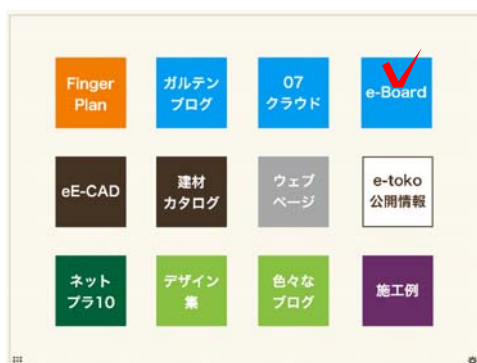 Finger
Plan
ガルテン
ブログ
07
クラウド
e-Board
eE-CAD
建材
カタログ
ウェブ
ページ
e-toko
公開情報
ネット
プラ10
デザイン
集
色々な
ブログ
施工例